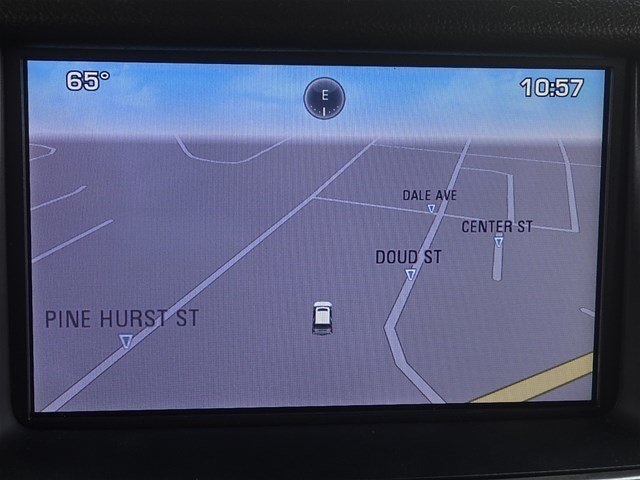 65°
E
10:57
DALE AVE
CENTER ST
DOUD ST
PINE HURST ST